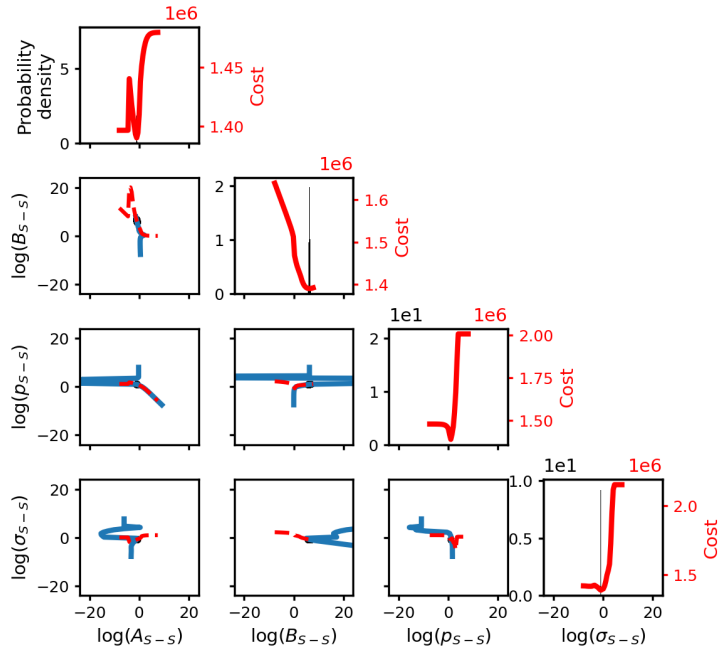 1e6
Probability
density
5
0
1.45
1.40
Cost
1e6
log(B_{S−S})
20
0
−20
2
1
0
1.6
1.5
1.4
Cost
1e1
1e6
log(p_{S−S})
20
0
−20
2
1
0
2.00
1.75
1.50
Cost
1e1
1e6
log(σ_{S−S})
20
0
−20
1.0
0.5
0.0
2.0
1.5
Cost
−20 0 20
−20 0 20
−20 0 20
−20 0 20
log(A_{S−S})
log(B_{S−S})
log(p_{S−S})
log(σ_{S−S})